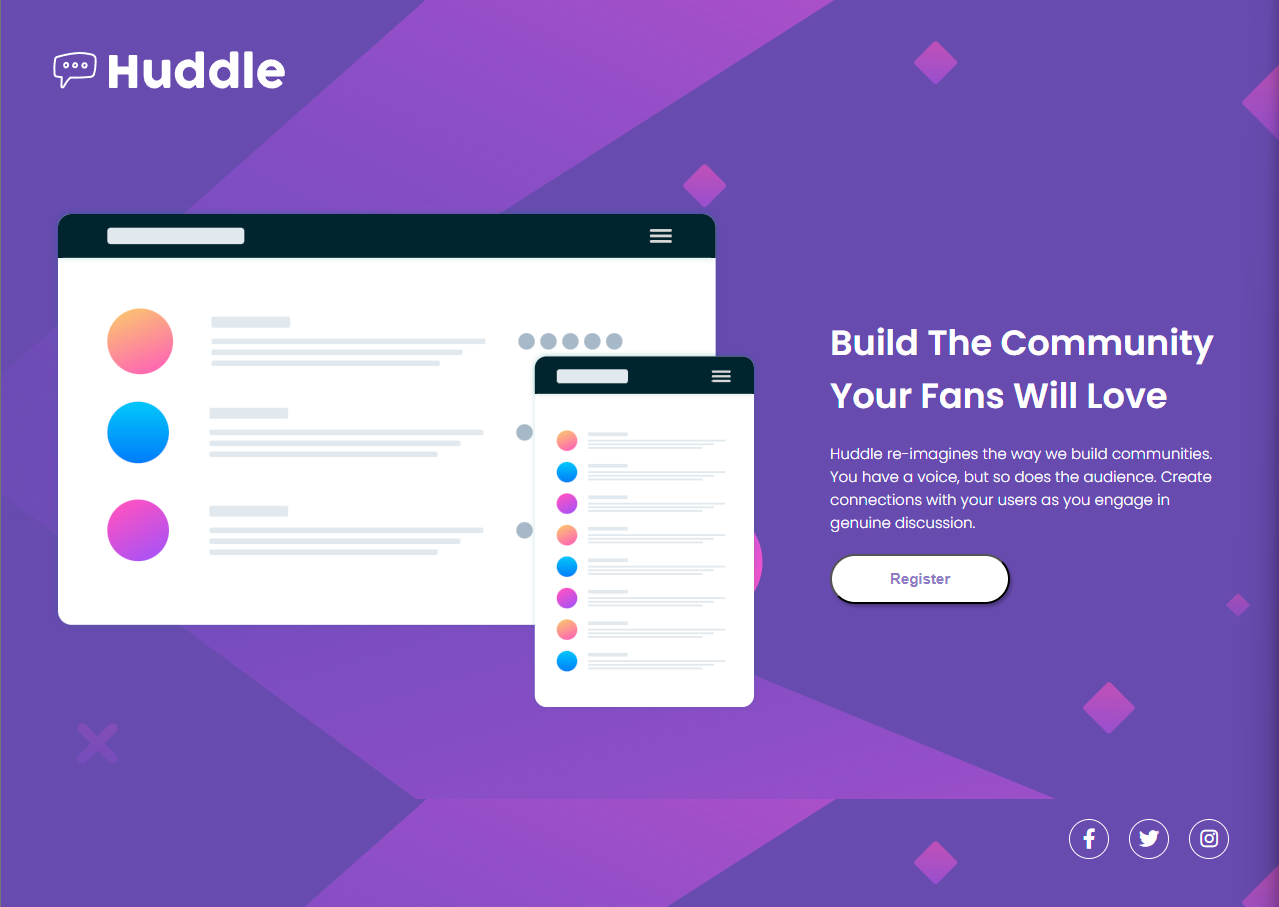 Huddle
Build The Community
Your Fans Will Love
Huddle re-imagines the way we build communities.
You have a voice, but so does the audience. Create
connections with your users as you engage in
genuine discussion.
Register